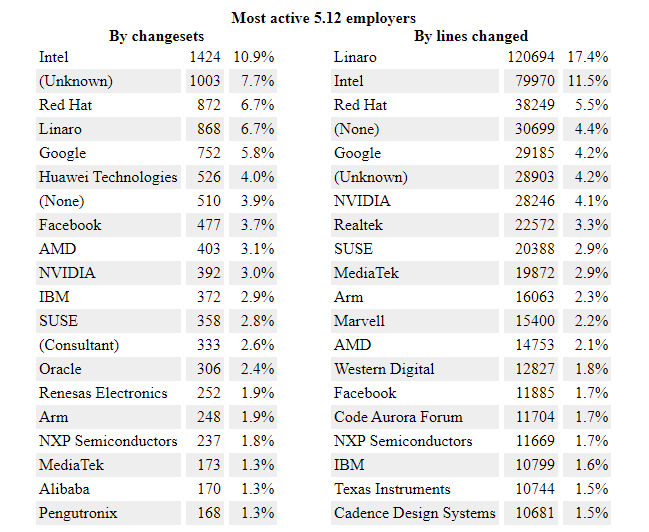 Most active 5.12 employers
By changesets By lines changed
Intel 1424 10.9% Linaro 120694 17.4%
(Unknown) 1003 7.7% Intel 79970 11.5%
Red Hat 872 6.7% Red Hat 38249 5.5%
Linaro 868 6.7% (None) 30699 4.4%
Google 752 5.8% Google 29185 4.2%
Huawei Technologies 526 4.0% (Unknown) 28903 4.2%
(None) 510 3.9% NVIDIA 28246 4.1%
Facebook 477 3.7% Realtek 22572 3.3%
AMD 403 3.1% SUSE 20388 2.9%
NVIDIA 392 3.0% MediaTek 19872 2.9%
IBM 372 2.9% Arm 16063 2.3%
SUSE 358 2.8% Marvell 15400 2.2%
(Consultant) 333 2.6% AMD 14753 2.1%
Oracle 306 2.4% Western Digital 12827 1.8%
Renesas Electronics 252 1.9% Facebook 11885 1.7%
Arm 248 1.9% Code Aurora Forum 11704 1.7%
NXP Semiconductors 237 1.8% NXP Semiconductors 11669 1.7%
MediaTek 173 1.3% IBM 10799 1.6%
Alibaba 170 1.3% Texas Instruments 10744 1.5%
Pengutronix 168 1.3% Cadence Design Systems 10681 1.5%